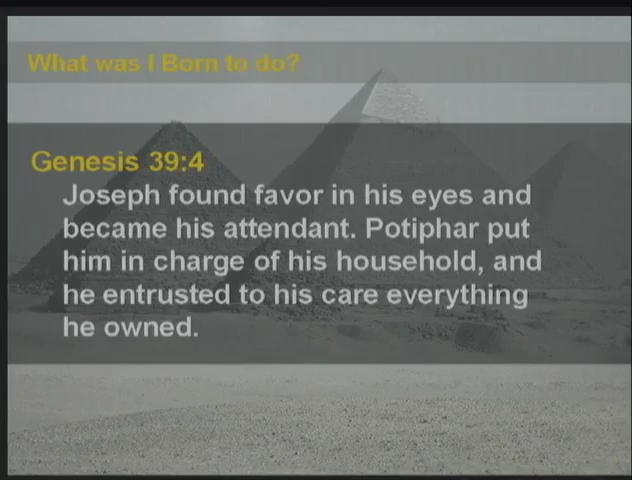 What was I Born to do?
Genesis 39:4
Joseph found favor in his eyes and
became his attendant. Potiphar put
him in charge of his household, and
he entrusted to his care everything
he owned.